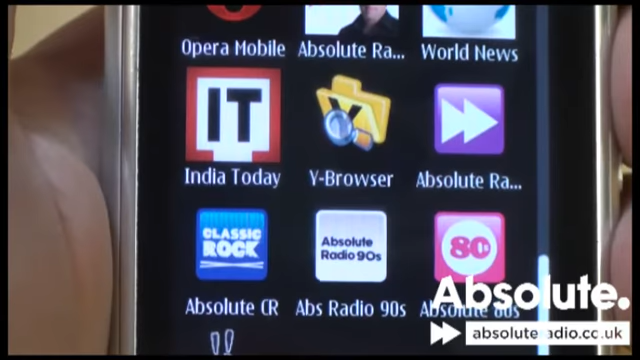 Opera Mobile Absolute Ra... World News
IT
Y
India Today Y-Browser Absolute Ra...
CLASSIC
ROCK
Absolute
Radio 90s
80s
Absolute CR Abs Radio 90s Absolute 80s
Absolute.
absoluteradio.co.uk